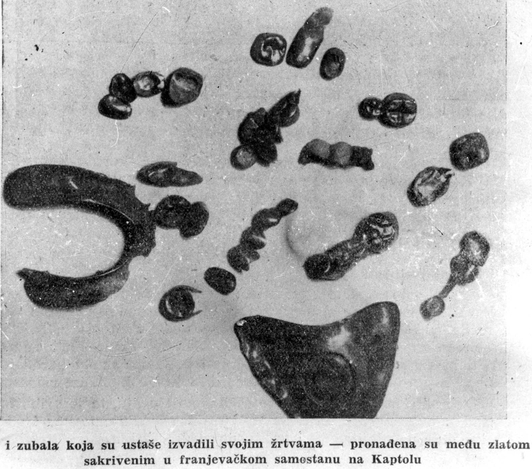 i zubala koja su ustaše izvadili svojim žrtvama — pronađena su među zlatom
sakrivenim u franjevačkom samostanu na Kaptolu